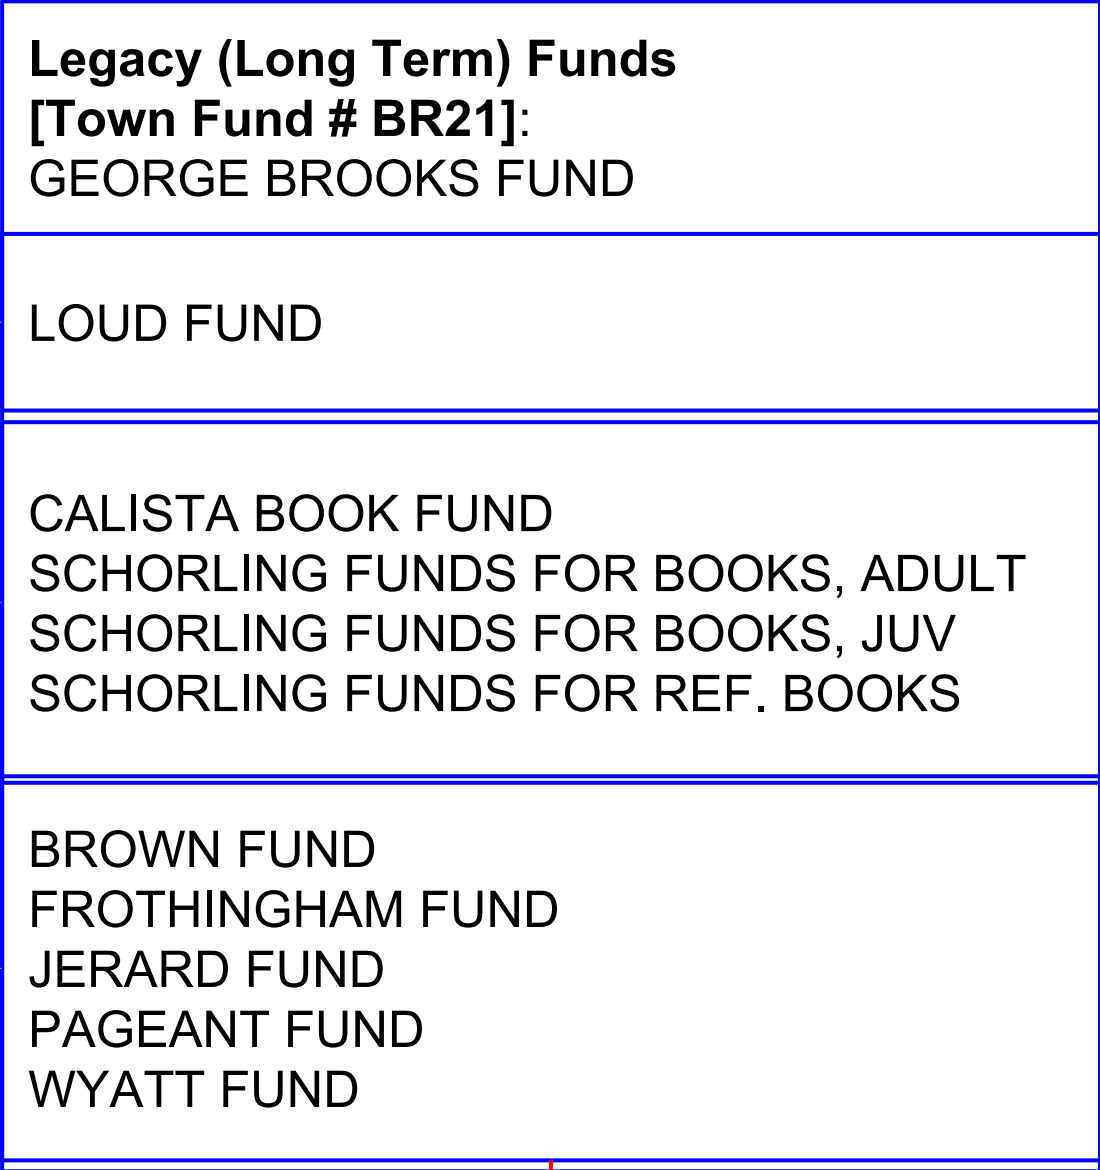 Legacy (Long Term) Funds
[Town Fund # BR21]:
GEORGE BROOKS FUND
LOUD FUND
CALISTA BOOK FUND
SCHORLING FUNDS FOR BOOKS, ADULT
SCHORLING FUNDS FOR BOOKS, JUV
SCHORLING FUNDS FOR REF. BOOKS
BROWN FUND
FROTHINGHAM FUND
JERARD FUND
PAGEANT FUND
WYATT FUND